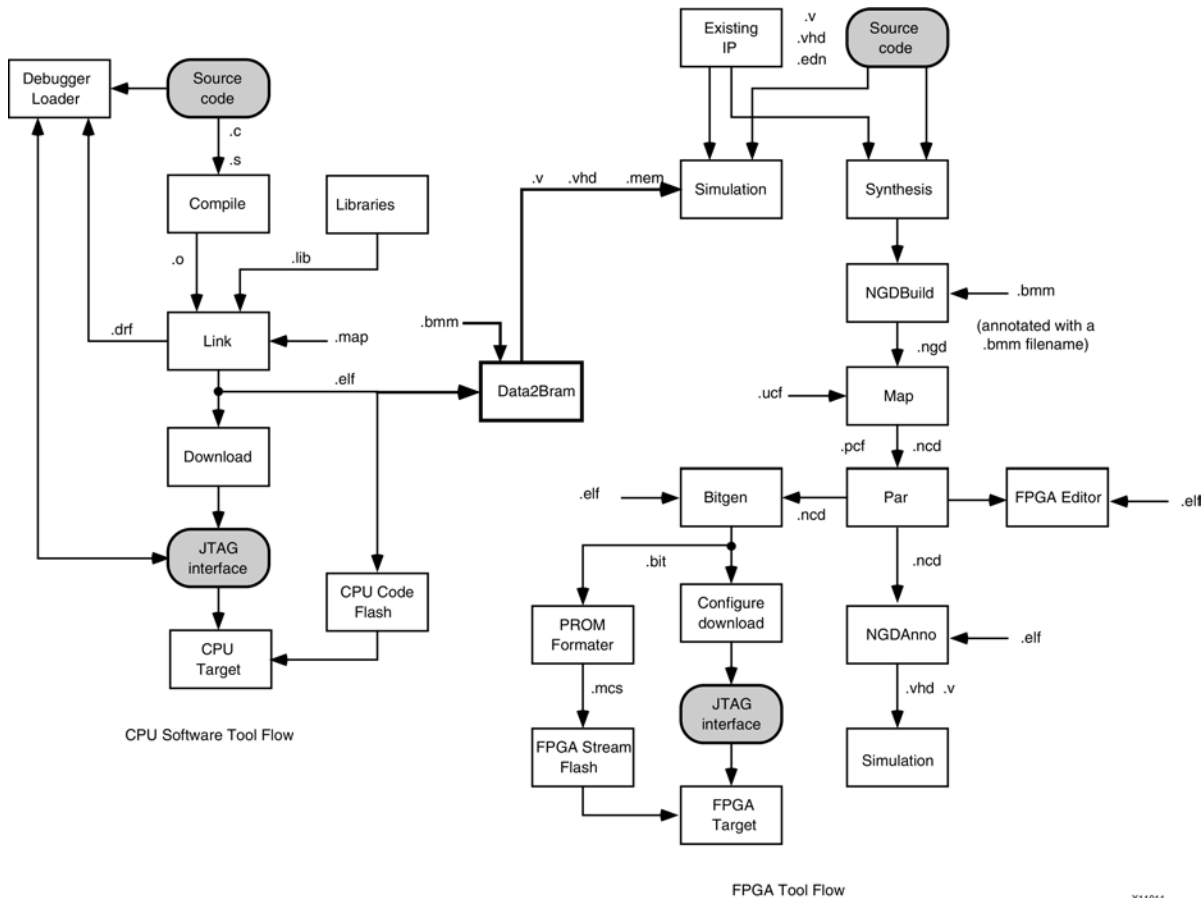 Existing
IP
.v
.vhd
.edn
Source
code
Debugger
Loader
Source
code
.c
.s
Compile
Libraries
.v .vhd .mem
Simulation
Synthesis
.o
.lib
NGDBuild
.bmm
(annotated with a
.bmm filename)
.drf
Link
.map
.bmm
.ngd
.elf
Data2Bram
.ucf
Map
Download
.pcf .ncd
.elf
Bitgen
.ncd
Par
FPGA Editor
.elf
JTAG
interface
.bit
.ncd
CPU Code
Flash
PROM
Formater
Configure
download
NGDAnno
.elf
CPU
Target
.mcs
JTAG
interface
.vhd .v
CPU Software Tool Flow
FPGA Stream
Flash
Simulation
FPGA
Target
FPGA Tool Flow